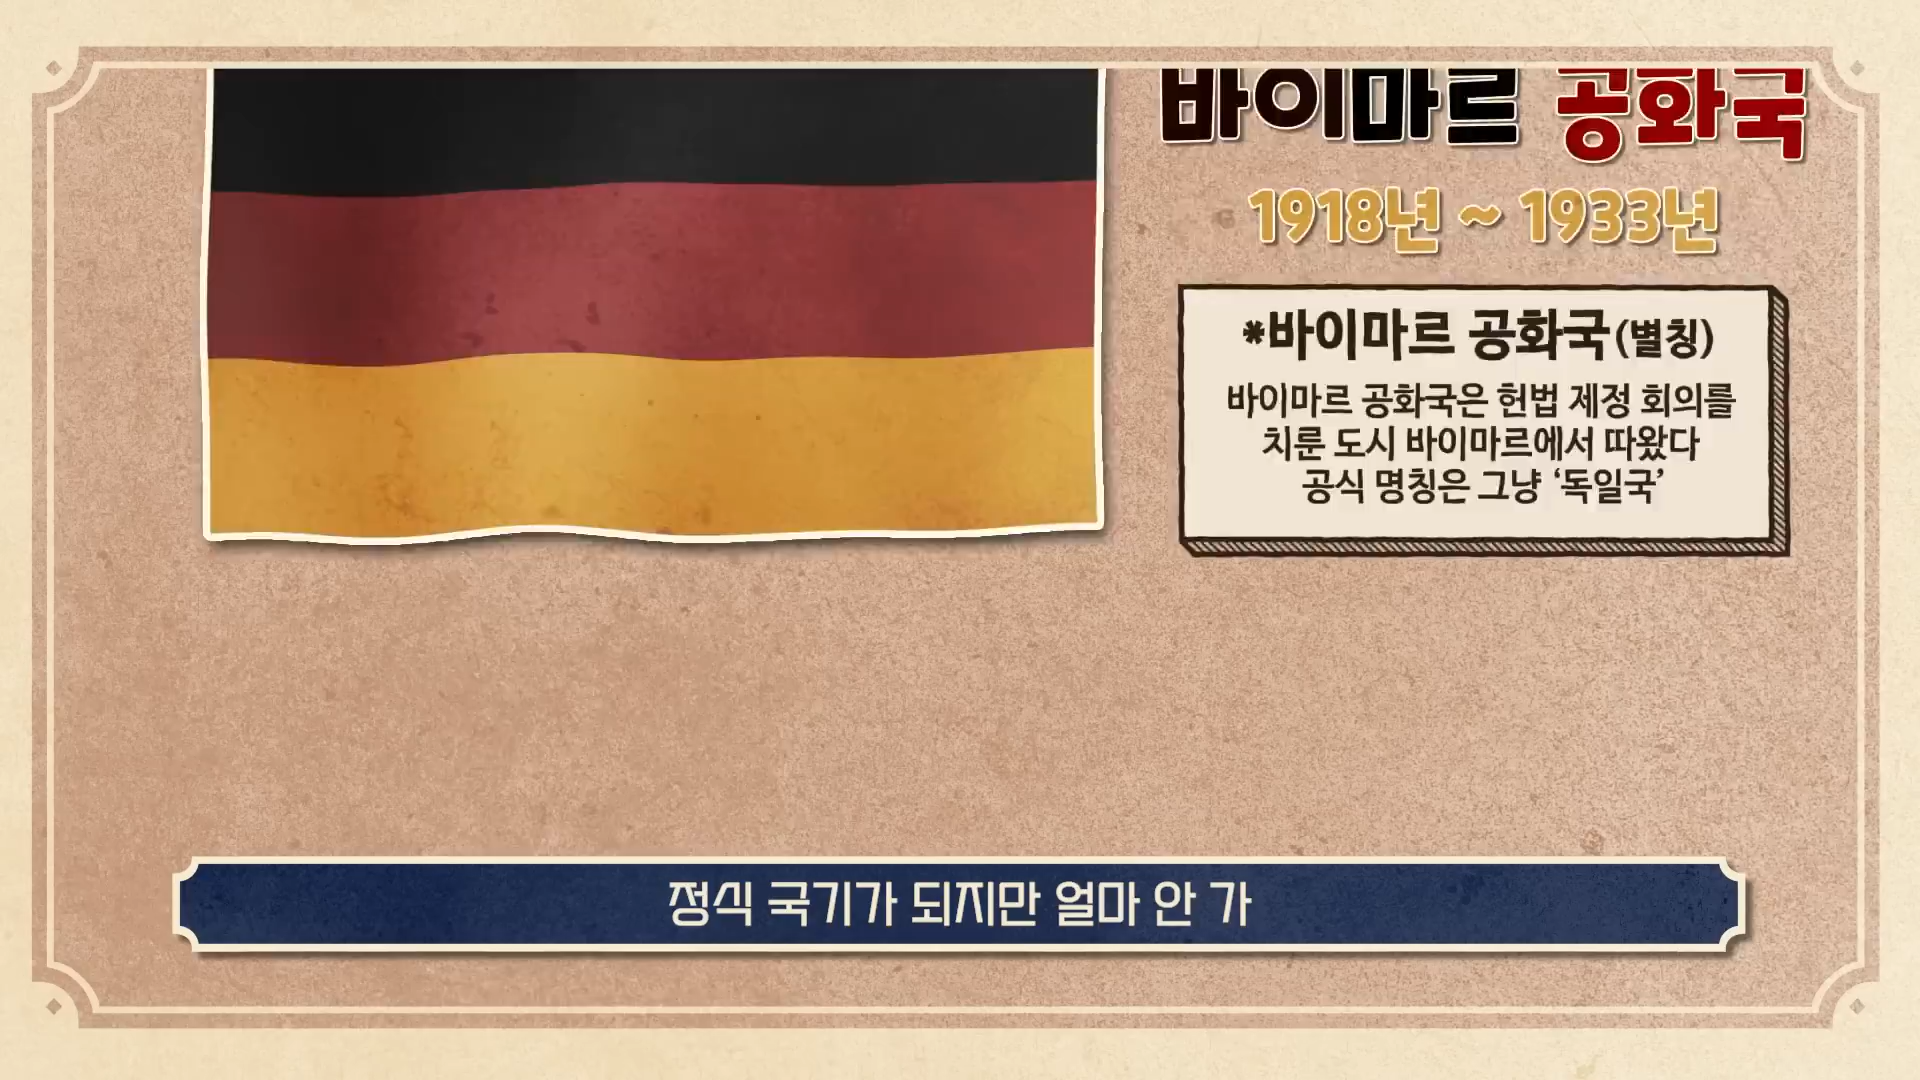 바이마르 공화국
1918년 ~ 1933년
*바이마르 공화국(별칭)
바이마르 공화국은 헌법 제정 회의를
치룬 도시 바이마르에서 따왔다
공식 명칭은 그냥 ‘독일국’
정식 국기가 되지만 얼마 안 가